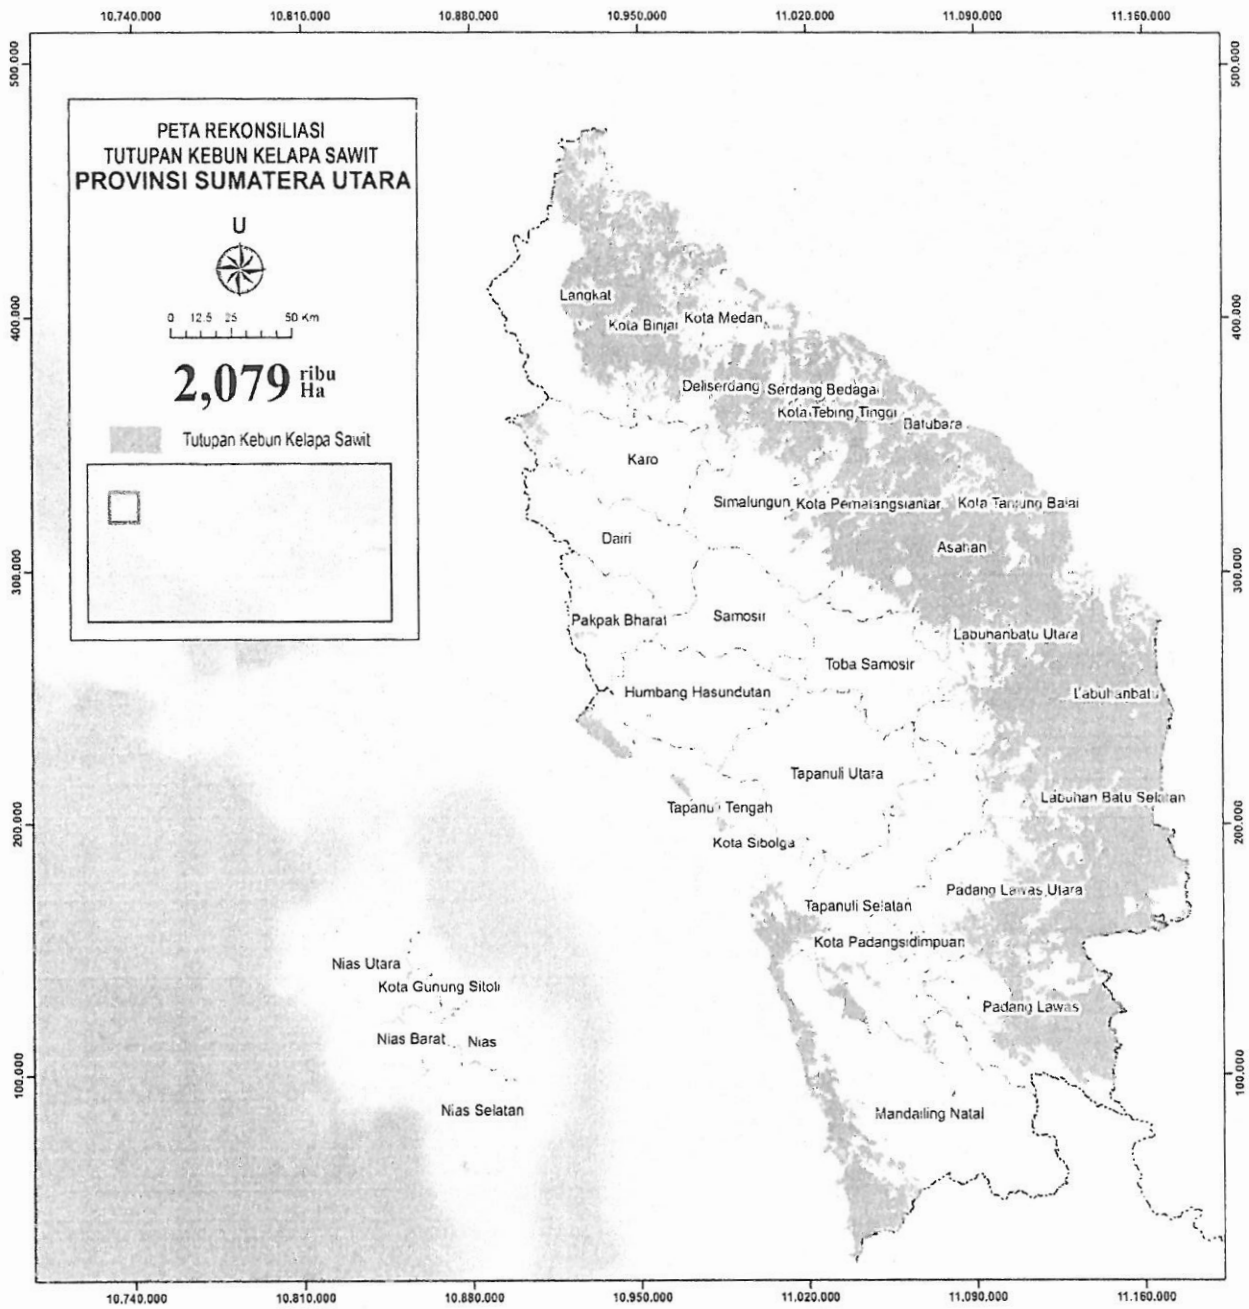 10.740.000 10.810.000 10.880.000 10.950.000 11.020.000 11.090.000 11.160.000
500.000 500.000
PETA REKONSILIASI
TUTUPAN KEBUN KELAPA SAWIT
PROVINSI SUMATERA UTARA
U
0 12.5 25 50 Km
2,079 ribu Ha
Tutupan Kebun Kelapa Sawit
Langkat
400.000 400.000
Kota Binjai Kota Medan
Deliserdang Serdang Bedagai
Kota Tebing Tinggi
Batubara
Karo
Simalungun Kota Pematangsiantar Kota Tanjung Balai
Dairi
Asahan
300.000 300.000
Pakpak Bharat Samosir
Labuhanbatu Utara
Toba Samosir
Humbang Hasundutan Labuhanbatu
Tapanuli Utara
Labuhan Batu Selatan
Tapanuli Tengah
200.000 200.000
Kota Sibolga
Padang Lawas Utara
Tapanuli Selatan
Kota Padangsidimpuan
Nias Utara
Kota Gunung Sitoli
Padang Lawas
Nias Barat Nias
100.000 100.000
Nias Selatan Mandailing Natal
10.740.000 10.810.000 10.880.000 10.950.000 11.020.000 11.090.000 11.160.000